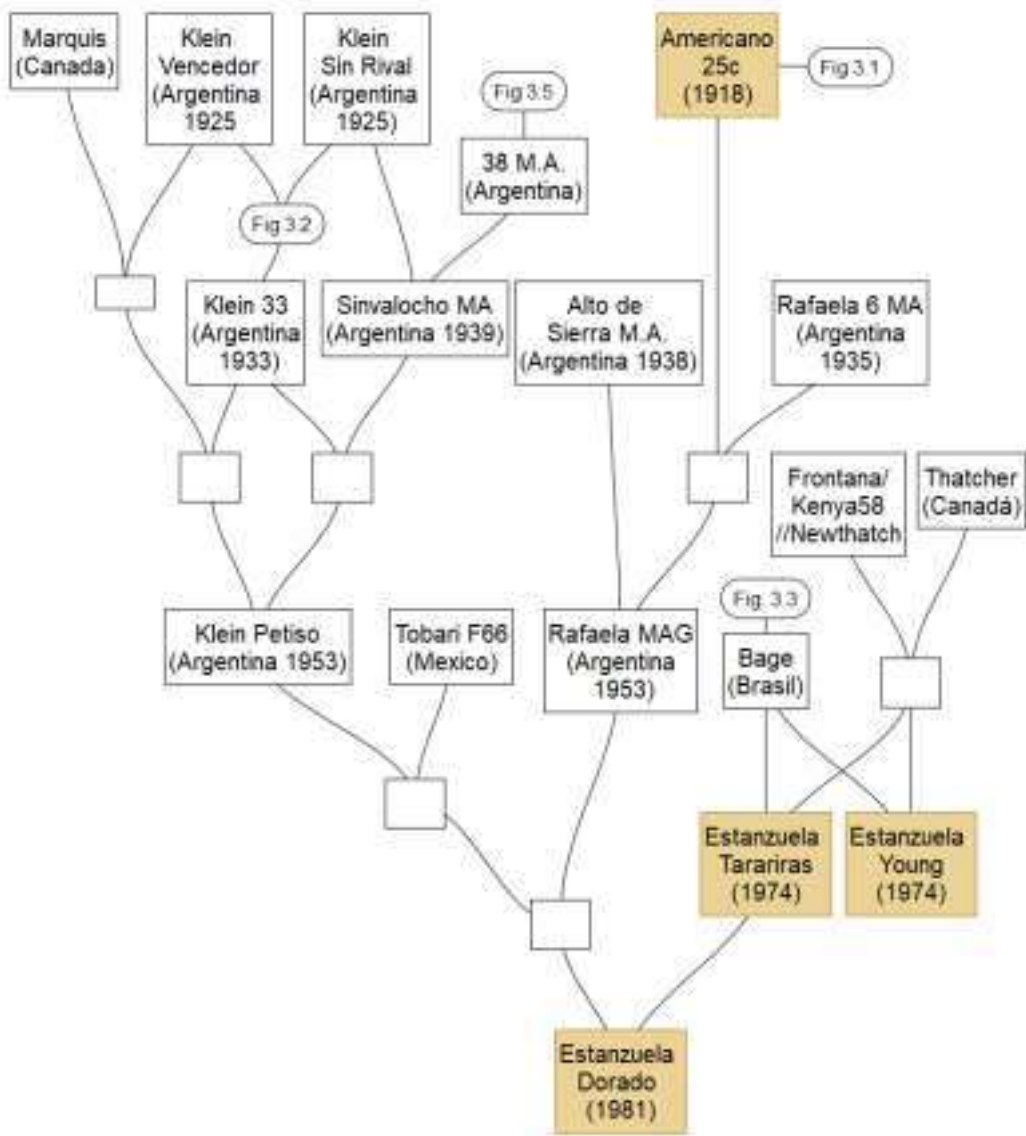 Marquis
(Canada)
Klein
Vencedor
(Argentina
1925
Klein
Sin Rival
(Argentina
1925)
Fig 3.5
38 M.A.
(Argentina)
Americano
25c
(1918)
Fig 3.1
Fig 3.2
Klein 33
(Argentina
1933)
Sinvalocho MA
(Argentina 1939)
Alto de
Sierra M.A.
(Argentina 1938)
Rafaela 6 MA
(Argentina
1935)
Frontana/
Kenya58
//Newthatch
Thatcher
(Canadá)
Fig. 3.3
Klein Petiso
(Argentina 1953)
Tobari F66
(Mexico)
Rafaela MAG
(Argentina
1953)
Bage
(Brasil)
Estanzuela
Tarariras
(1974)
Estanzuela
Young
(1974)
Estanzuela
Dorado
(1981)